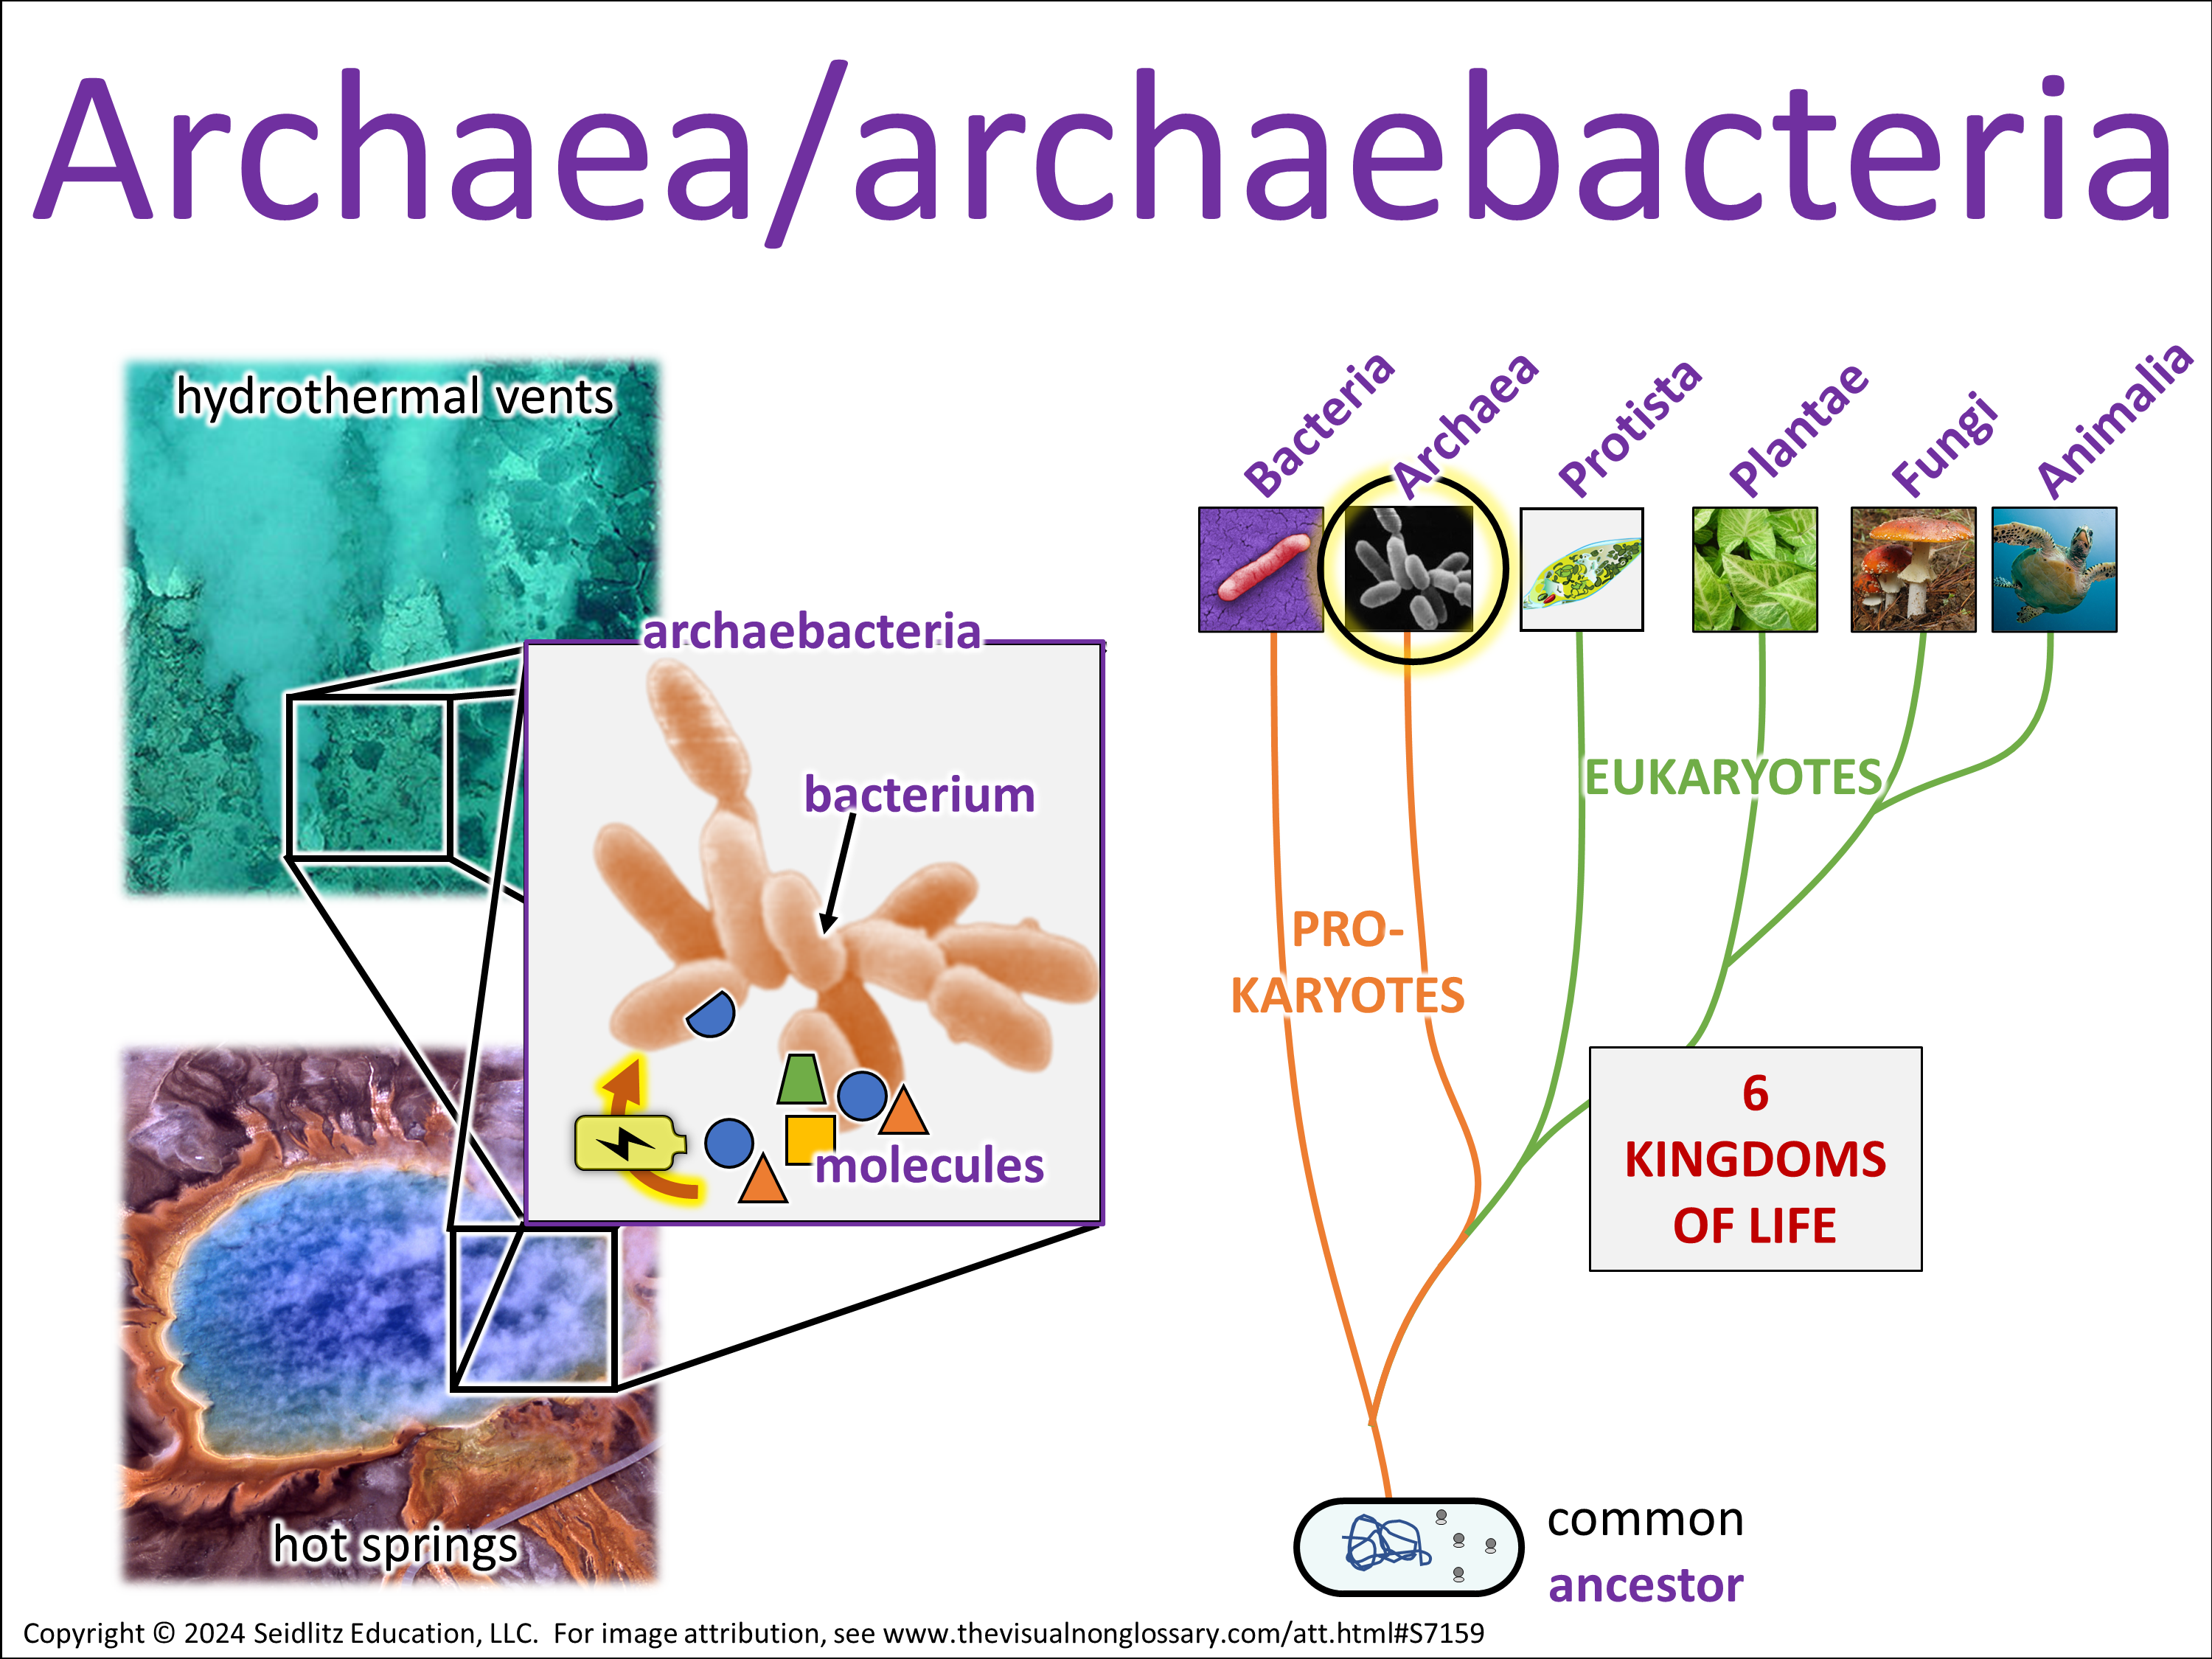 Archaea/archaebacteria
hydrothermal vents
archaebacteria
bacterium
molecules
hot springs
Bacteria
Archaea
Protista
Plantae
Fungi
Animalia
EUKARYOTES
PRO-
KARYOTES
6
KINGDOMS
OF LIFE
common
ancestor
Copyright © 2024 Seidlitz Education, LLC.  For image attribution, see www.thevisualnonglossary.com/att.html#S7159